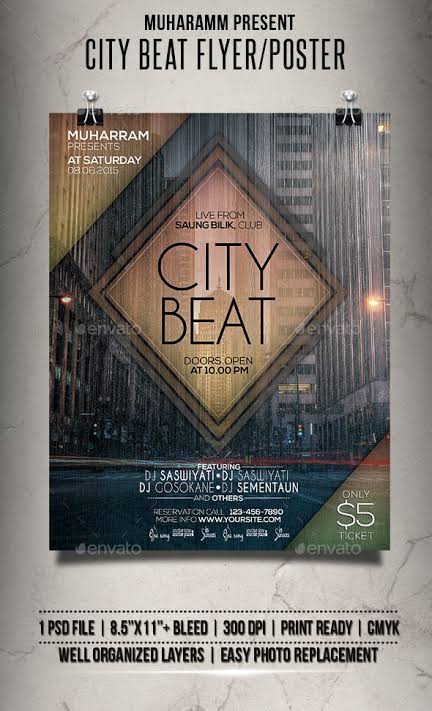 MUHARAMM PRESENT
CITY BEAT FLYER/POSTER
MUHARRAM
PRESENTS
AT SATURDAY
08.06.2015
LIVE FROM
SAUNG BILIK, CLUB
CITY
BEAT
DOORS OPEN
AT 10.00 PM
FEATURING
DJ SASWIYATI • DJ SASWIYATI
DJ GOSOKANE • DJ SEMENTAUN
AND OTHERS
RESERVATION CALL 123-456-7890
MORE INFO WWW.YOURSITE.COM
ONLY
$5
TICKET
envato
envato
envato
envato
envato
1 PSD FILE | 8.5"X11"+ BLEED | 300 DPI | PRINT READY | CMYK
WELL ORGANIZED LAYERS | EASY PHOTO REPLACEMENT